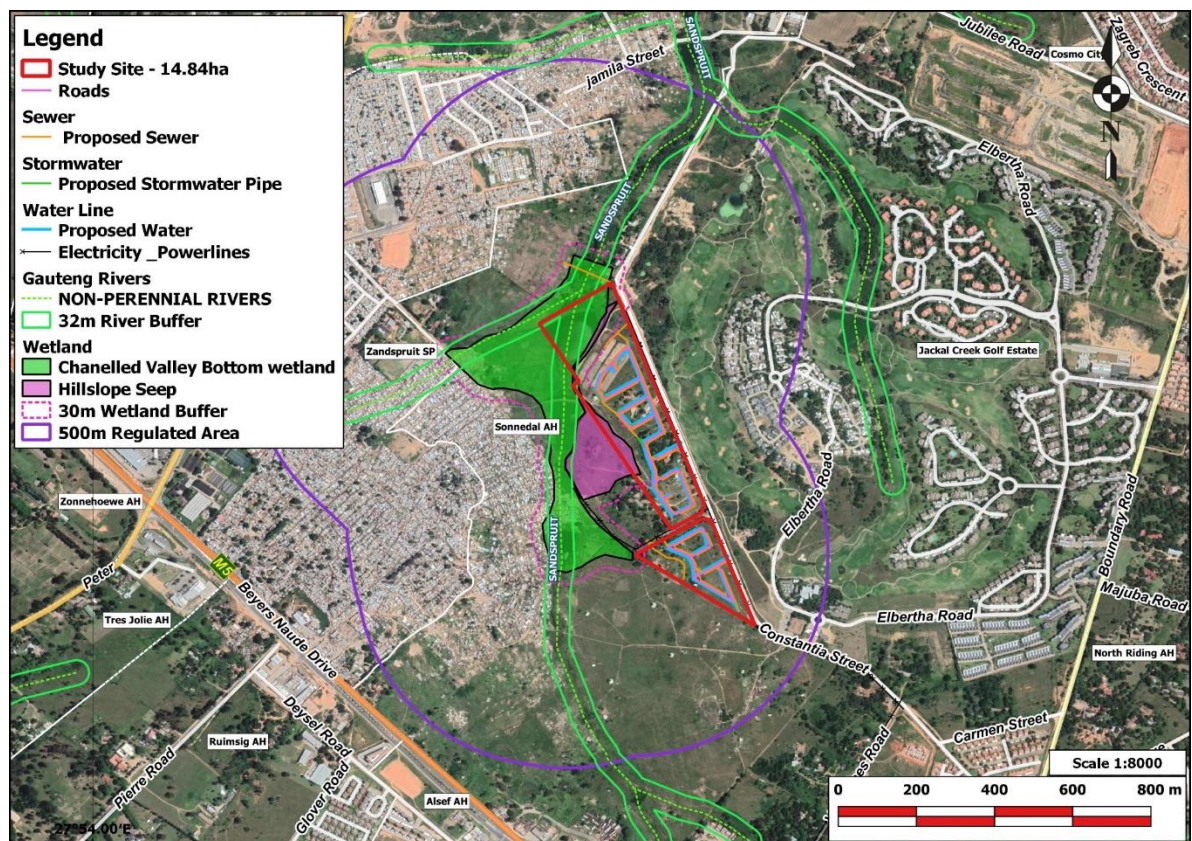 Legend
Study Site - 14.84ha
Roads
Sewer
Proposed Sewer
Stormwater
Proposed Stormwater Pipe
Water Line
Proposed Water
Electricity _Powerlines
Gauteng Rivers
NON-PERENNIAL RIVERS
32m River Buffer
Wetland
Chanelled Valley Bottom wetland
Hillslope Seep
30m Wetland Buffer
500m Regulated Area
SANDSPRUIT
jamila Street
Jubilee Road
Cosmo City
Zagreb Crescent
N
Elbertha Road
SANDSPRUIT
Zandspruit SP
Jackal Creek Golf Estate
Sonnedal AH
Zonnehoewe AH
Peter
M5
Beyers Naude Drive
Elbertha Road
Boundary Road
SANDSPRUIT
Tres Jolie AH
Majuba Road
Elbertha Road
Constantia Street
North Riding AH
Deysel Road
Ruimsig AH
Pierre Road
Glover Road
Alsef AH
Carmen Street
Road
Scale 1:8000
0 200 400 600 800 m
27°54.00'E